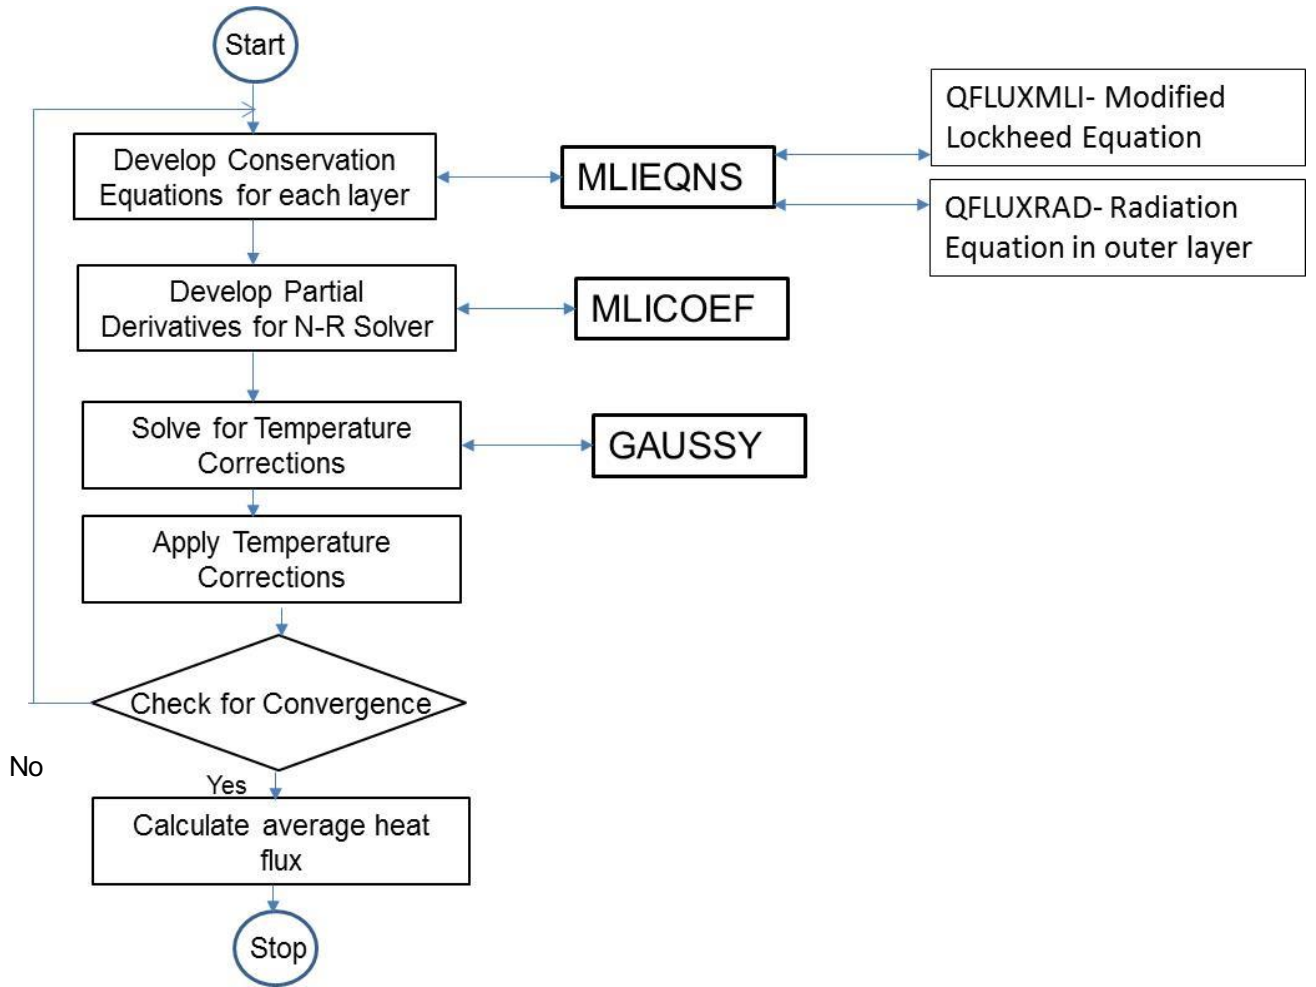 Start
Develop Conservation
Equations for each layer
MLIEQNS
QFLUXMLI- Modified
Lockheed Equation
QFLUXRAD- Radiation
Equation in outer layer
Develop Partial
Derivatives for N-R Solver
MLICOEF
Solve for Temperature
Corrections
GAUSSY
Apply Temperature
Corrections
Check for Convergence
No
Yes
Calculate average heat
flux
Stop